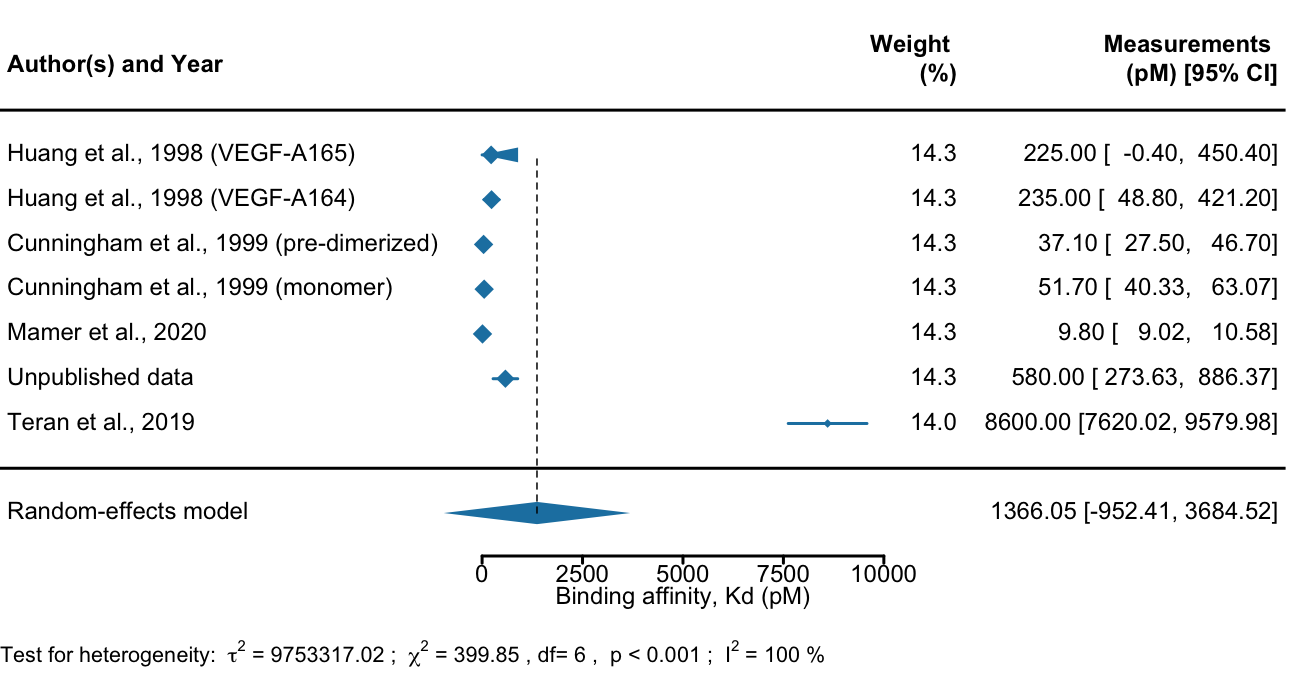 Author(s) and Year
Weight (%)
Measurements (pM) [95% CI]
Huang et al., 1998 (VEGF-A165) 14.3 225.00 [ -0.40, 450.40]
Huang et al., 1998 (VEGF-A164) 14.3 235.00 [ 48.80, 421.20]
Cunningham et al., 1999 (pre-dimerized) 14.3 37.10 [ 27.50, 46.70]
Cunningham et al., 1999 (monomer) 14.3 51.70 [ 40.33, 63.07]
Mamer et al., 2020 14.3 9.80 [ 9.02, 10.58]
Unpublished data 14.3 580.00 [ 273.63, 886.37]
Teran et al., 2019 14.0 8600.00 [7620.02, 9579.98]
Random-effects model 1366.05 [-952.41, 3684.52]
0 2500 5000 7500 10000
Binding affinity, Kd (pM)
Test for heterogeneity: τ² = 9753317.02 ; χ² = 399.85 , df= 6 , p < 0.001 ; I² = 100 %